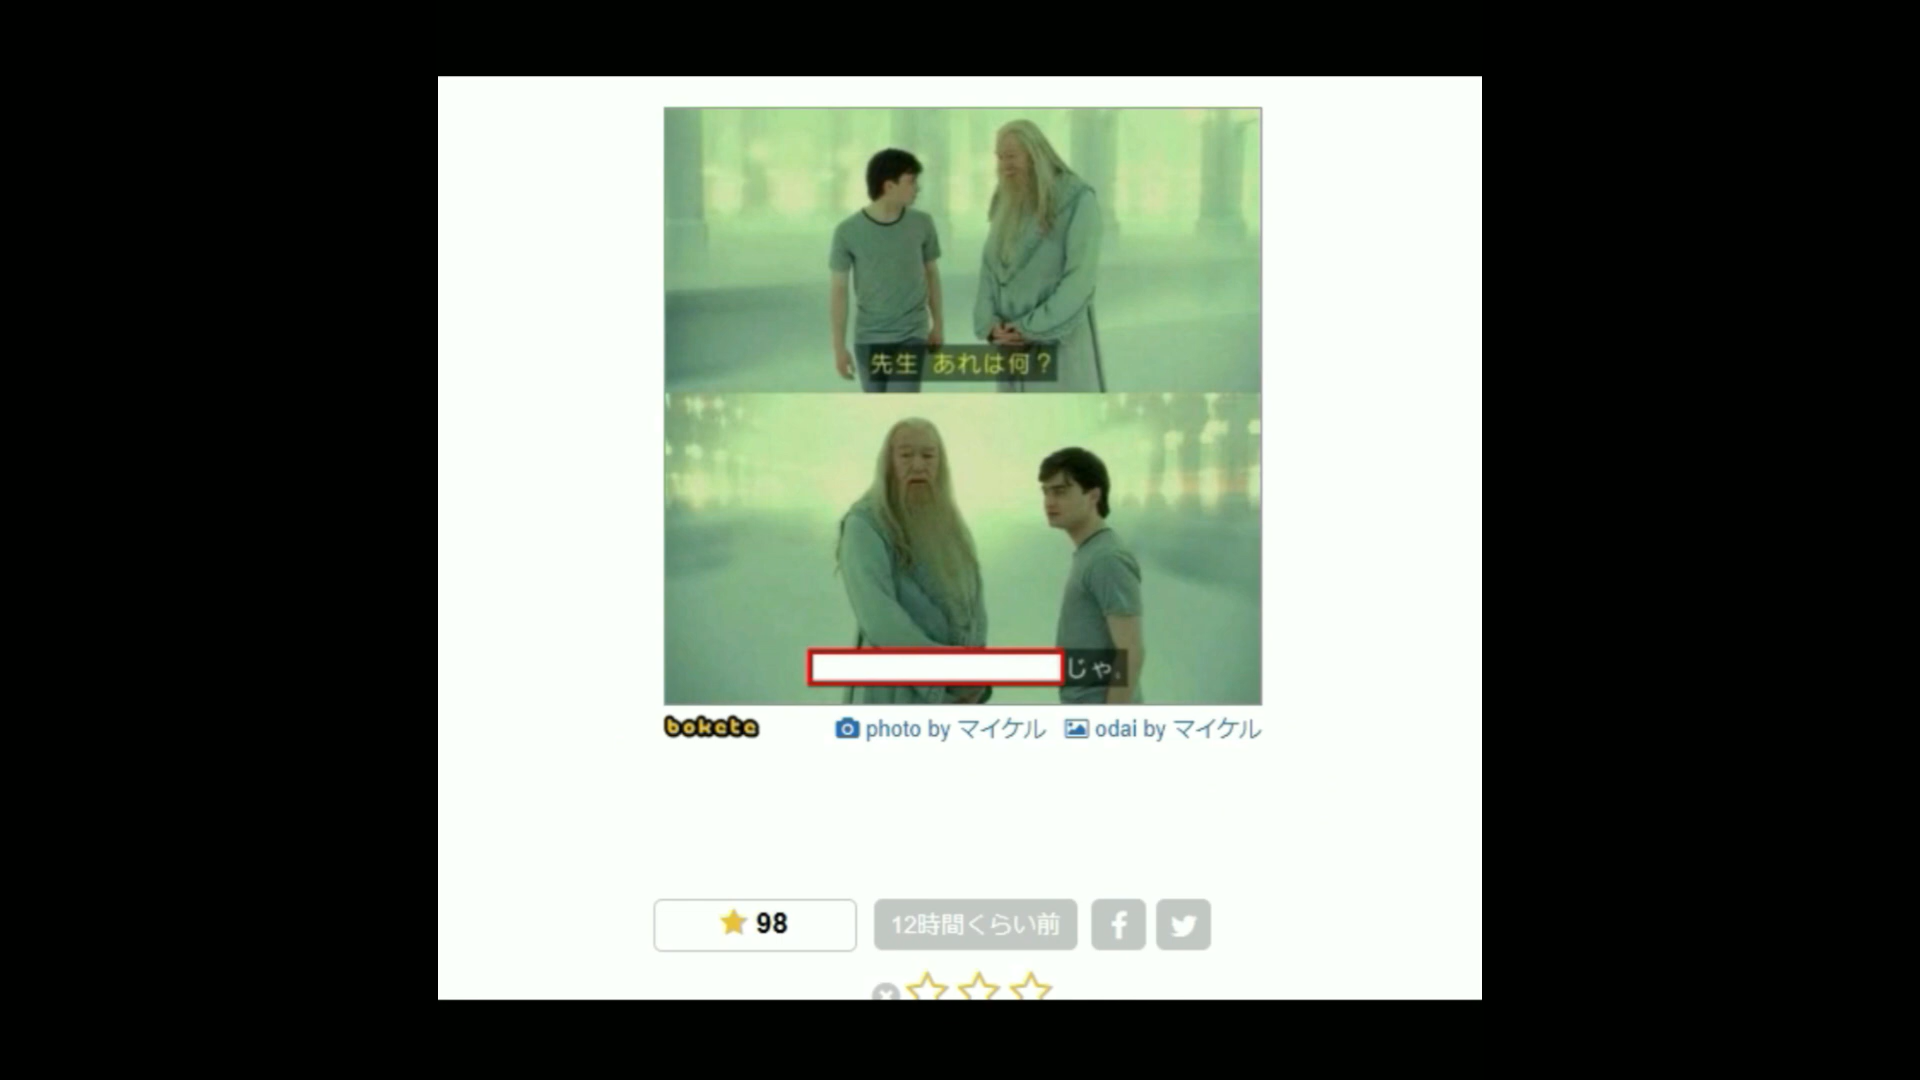 先生 あれは何？
じゃ。
bokete
photo by マイケル
odai by マイケル
98
12時間くらい前